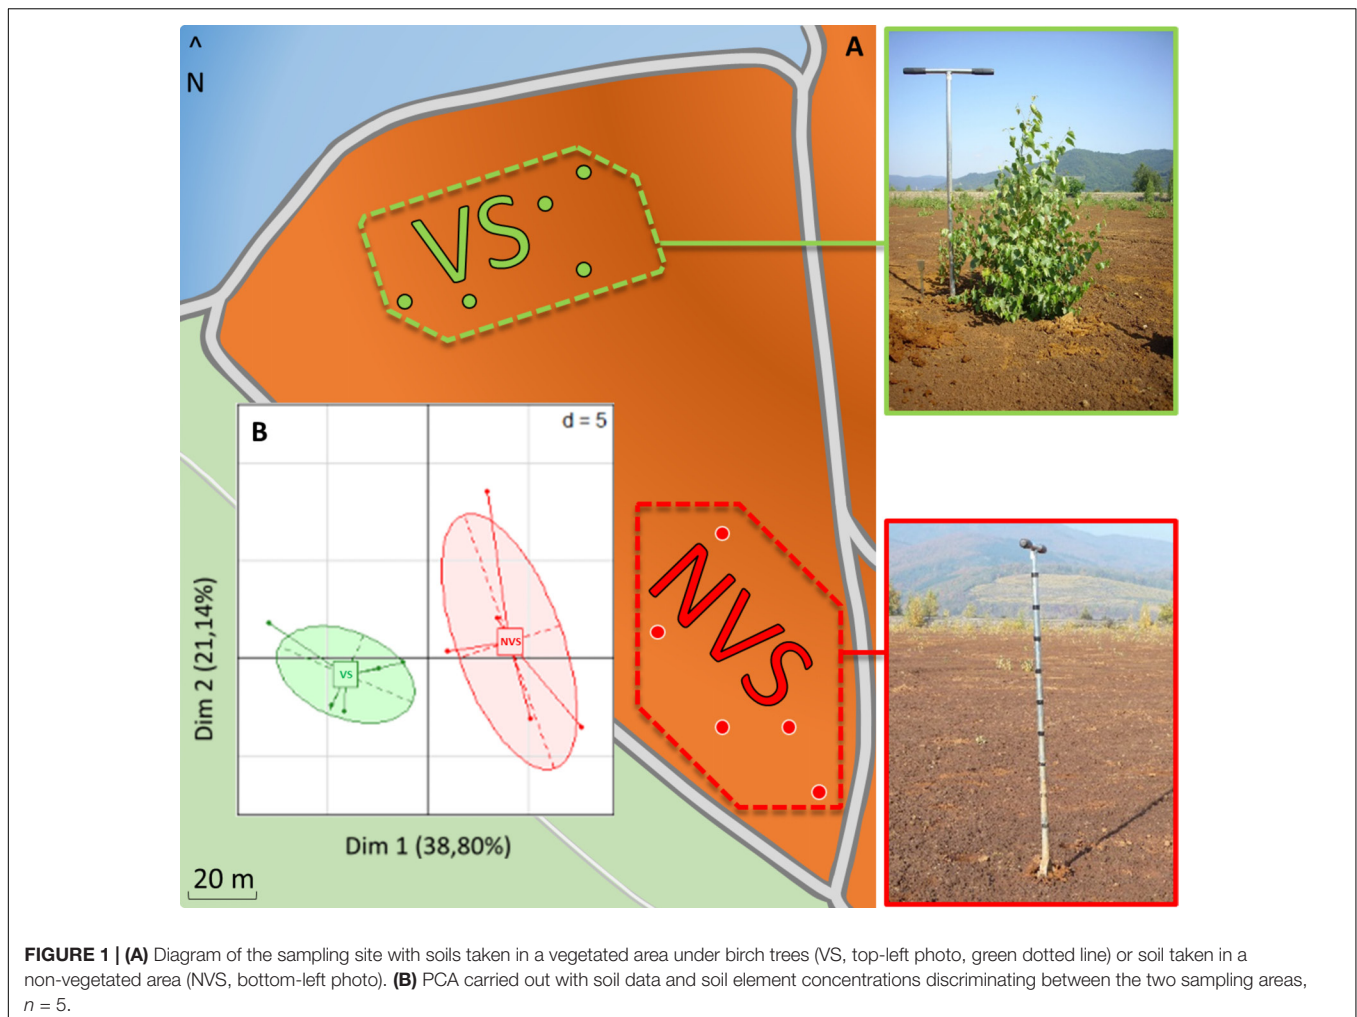 ^
N
A
VS
B
d = 5
VS
NVS
Dim 2 (21,14%)
Dim 1 (38,80%)
NVS
20 m
FIGURE 1 | (A) Diagram of the sampling site with soils taken in a vegetated area under birch trees (VS, top-left photo, green dotted line) or soil taken in a
non-vegetated area (NVS, bottom-left photo). (B) PCA carried out with soil data and soil element concentrations discriminating between the two sampling areas,
n = 5.